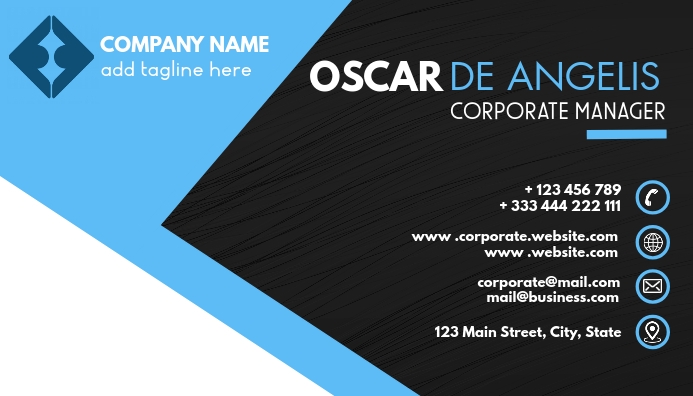 COMPANY NAME
add tagline here
OSCAR DE ANGELIS
CORPORATE MANAGER
+ 123 456 789
+ 333 444 222 111
www .corporate.website.com
www .website.com
corporate@mail.com
mail@business.com
123 Main Street, City, State